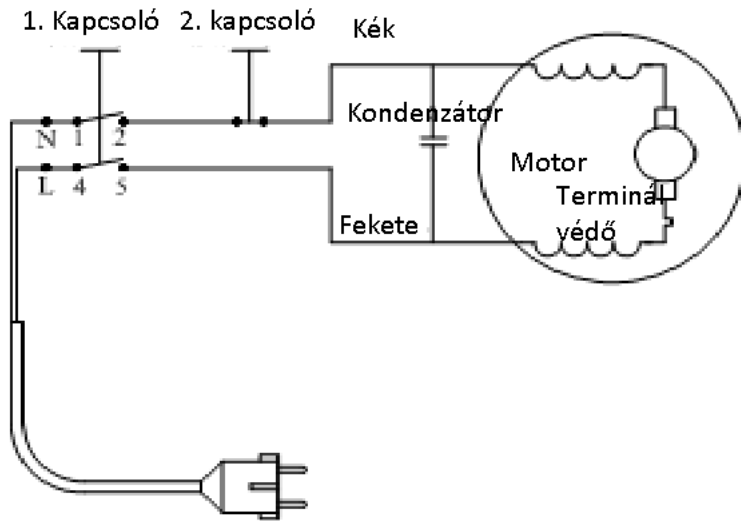 1. Kapcsoló 2. kapcsoló
Kék
N 1 2
Kondenzátor
L 4 5
Motor
Terminál
védő
Fekete